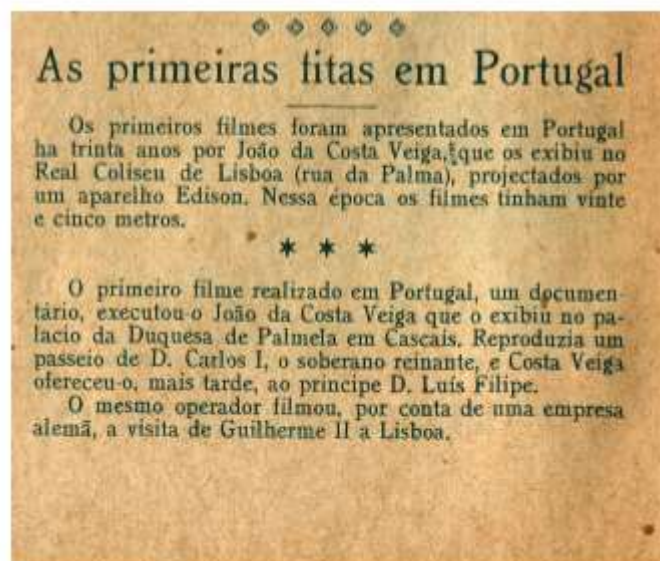 As primeiras fitas em Portugal
Os primeiros filmes foram apresentados em Portugal
ha trinta anos por João da Costa Veiga, que os exibiu no
Real Coliseu de Lisboa (rua da Palma), projectados por
um aparelho Edison. Nessa época os filmes tinham vinte
e cinco metros.
* * *
O primeiro filme realizado em Portugal, um documen-
tário, executou-o João da Costa Veiga que o exibiu no pa-
lacio da Duquesa de Palmela em Cascais. Reproduzia um
passeio de D. Carlos I, o soberano reinante, e Costa Veiga
ofereceu-o, mais tarde, ao principe D. Luís Filipe.
O mesmo operador filmou, por conta de uma empresa
alemã, a visita de Guilherme II a Lisboa.